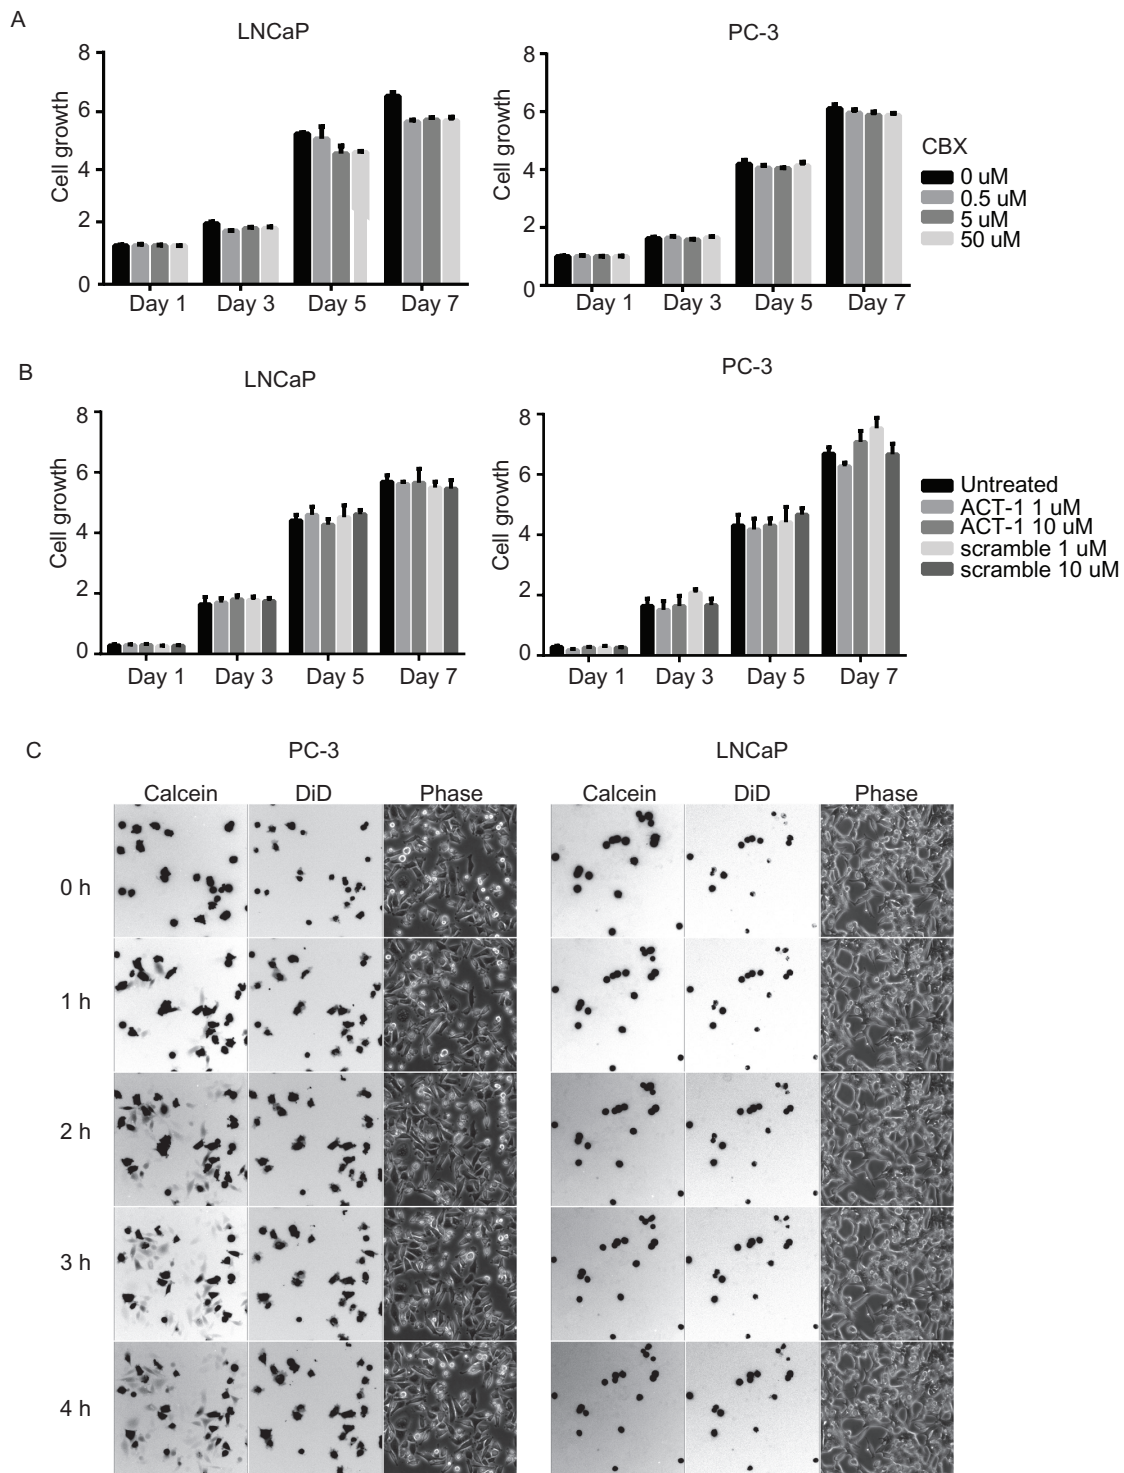 A
LNCaP
PC-3
8
6
4
2
0
Cell growth
Day 1 Day 3 Day 5 Day 7
8
6
4
2
0
Cell growth
Day 1 Day 3 Day 5 Day 7
CBX
0 uM
0.5 uM
5 uM
50 uM
B
LNCaP
PC-3
8
6
4
2
0
Cell growth
Day 1 Day 3 Day 5 Day 7
8
6
4
2
0
Cell growth
Day 1 Day 3 Day 5 Day 7
Untreated
ACT-1 1 uM
ACT-1 10 uM
scramble 1 uM
scramble 10 uM
C
PC-3
LNCaP
Calcein DiD Phase
Calcein DiD Phase
0 h
1 h
2 h
3 h
4 h